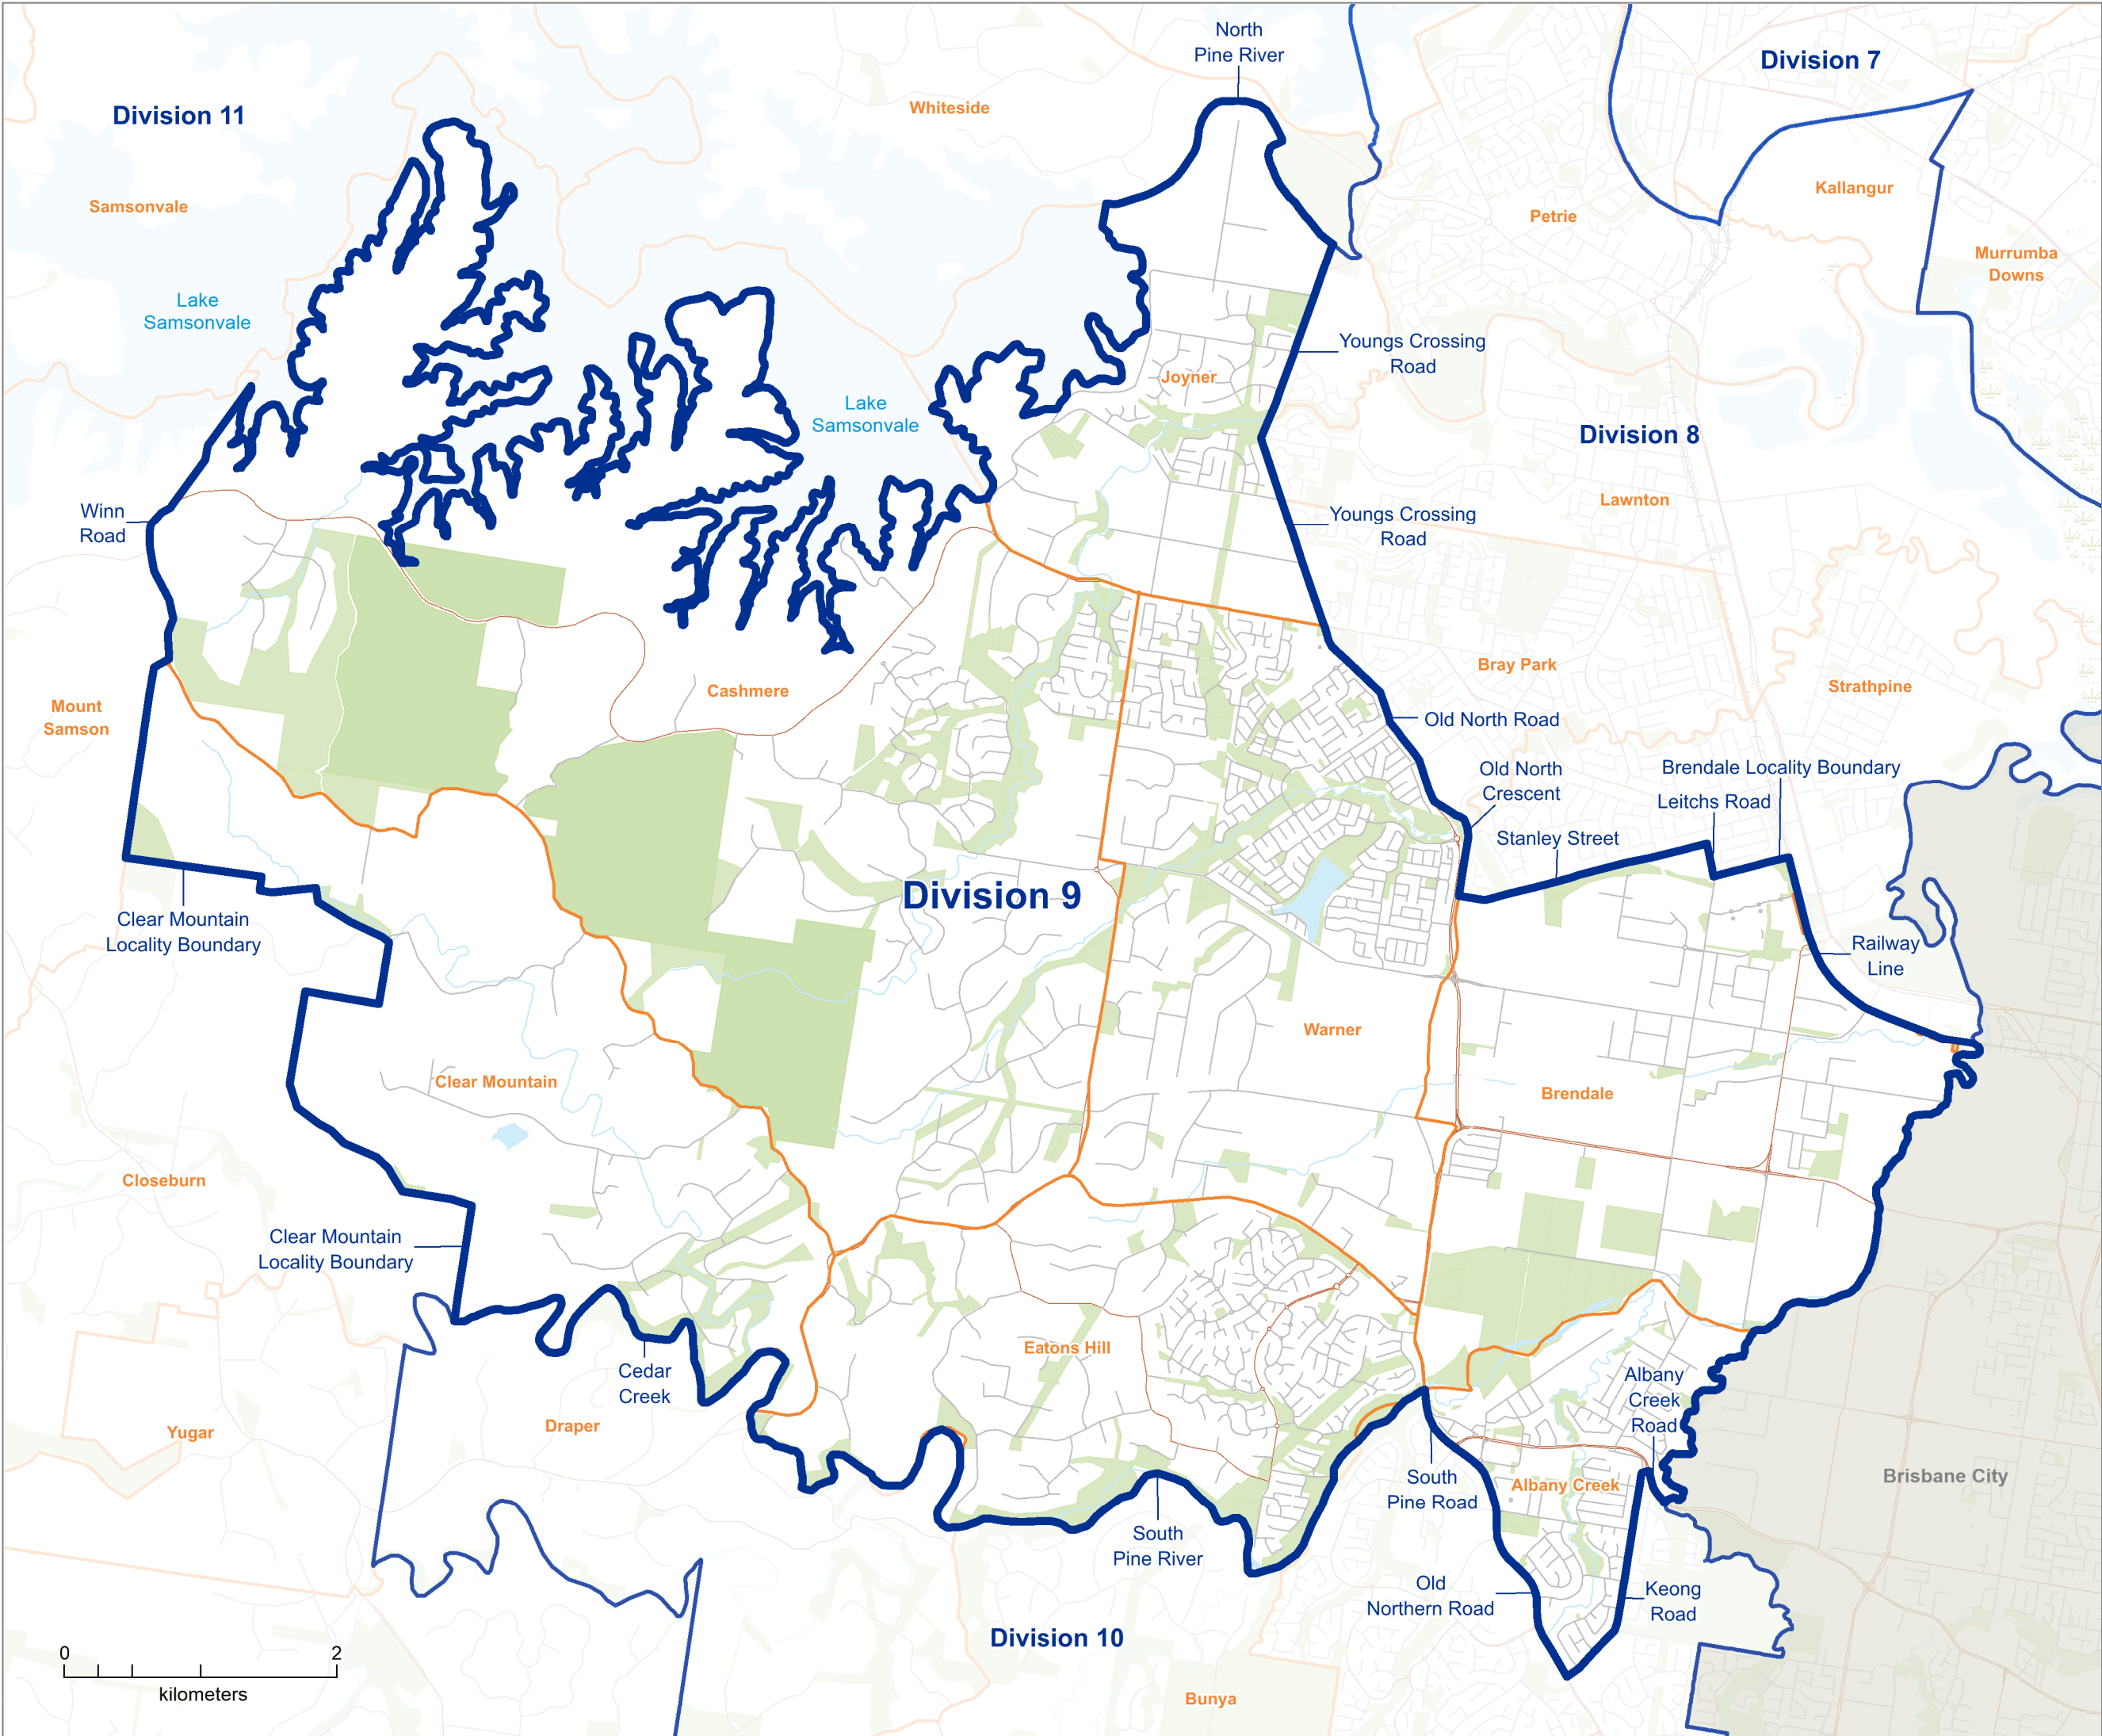 North
Pine River
Division 7
Division 11
Whiteside
Samsonvale
Kallangur
Petrie
Murrumba
Downs
Lake
Samsonvale
Youngs Crossing
Road
Joyner
Lake
Samsonvale
Division 8
Lawnton
Winn
Road
Youngs Crossing
Road
Bray Park
Strathpine
Cashmere
Mount
Samson
Old North Road
Old North
Crescent
Brendale Locality Boundary
Leitchs Road
Stanley Street
Division 9
Clear Mountain
Locality Boundary
Railway
Line
Warner
Clear Mountain
Brendale
Closeburn
Clear Mountain
Locality Boundary
Eatons Hill
Cedar
Creek
Albany
Creek
Road
Draper
Yugar
South
Pine Road
Albany Creek
Brisbane City
South
Pine River
Old
Northern Road
Keong
Road
Division 10
0 2
kilometers
Bunya